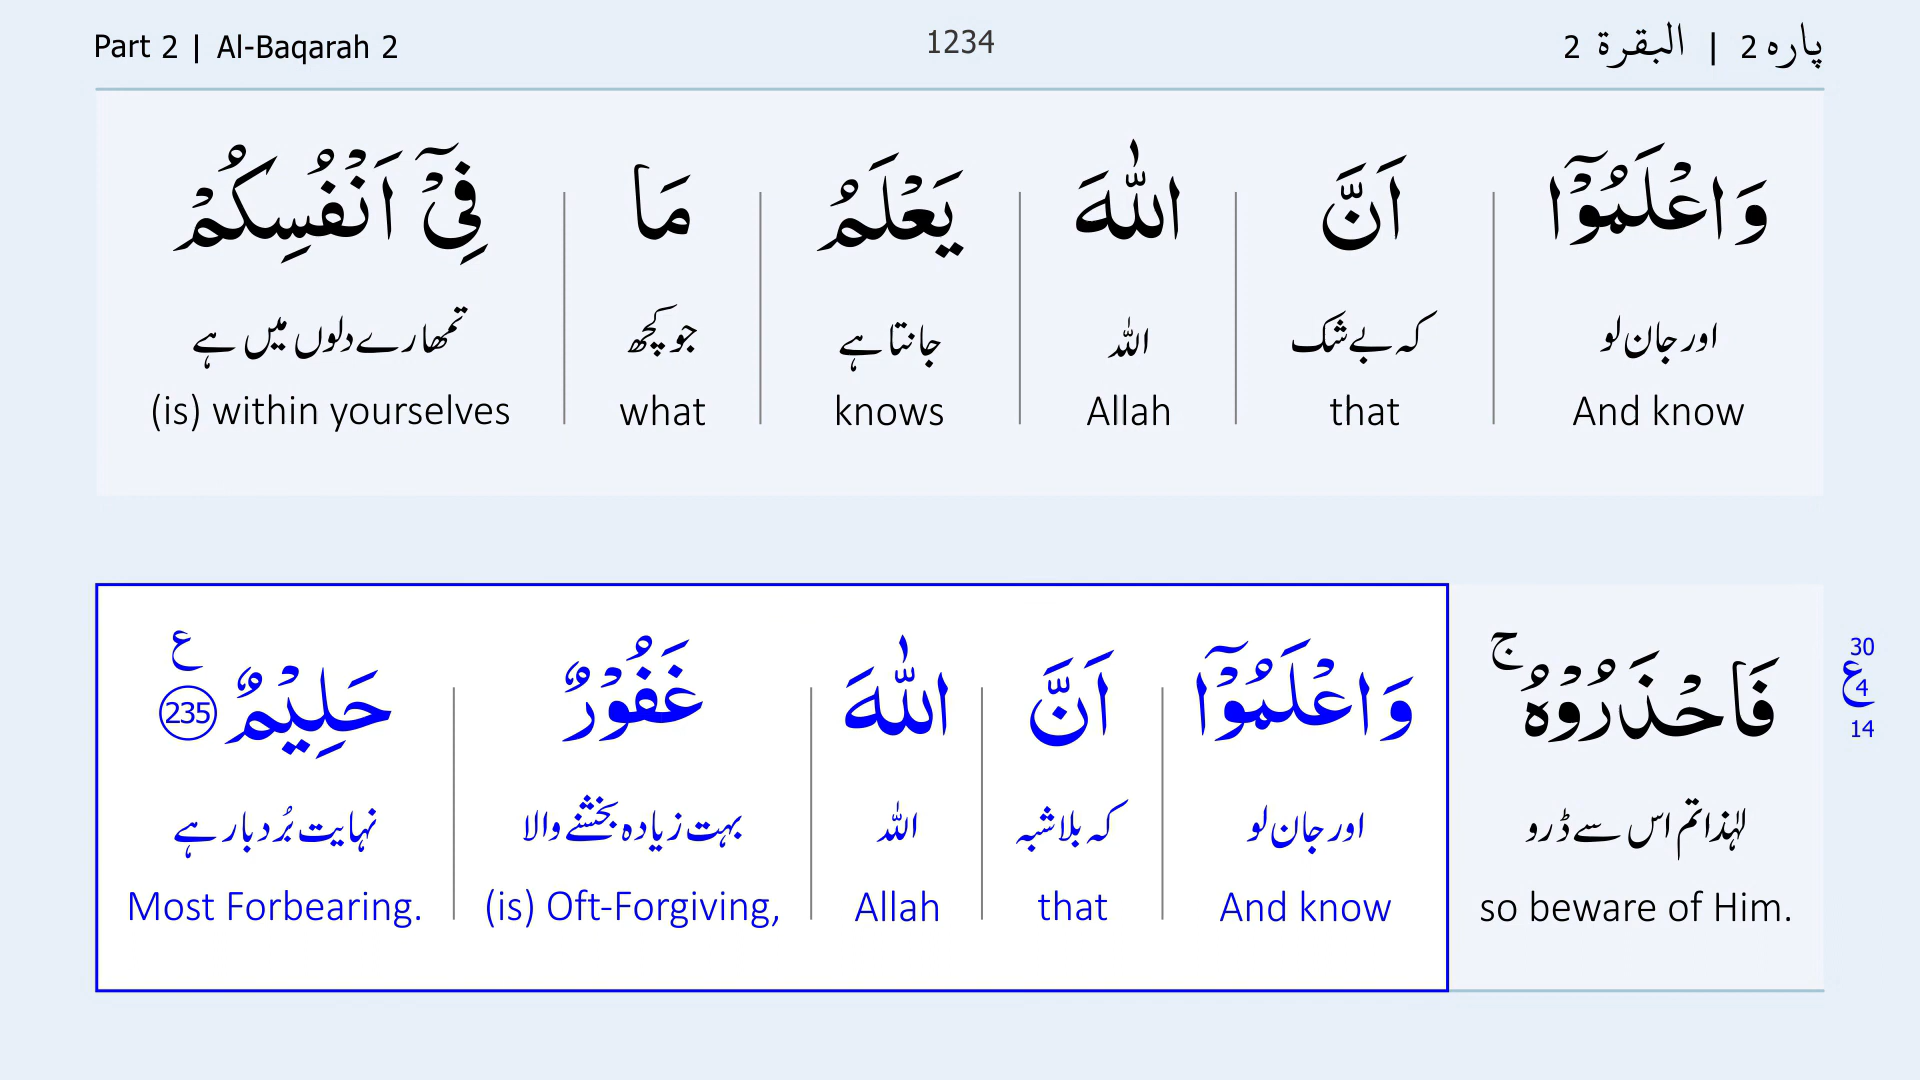 Part 2 | Al-Baqarah 2 1234 پارہ 2 | البقرة 2
وَاعْلَمُوْۤا اَنَّ اللّٰهَ يَعْلَمُ مَا فِيْۤ اَنْفُسِكُمْ
اور جان لو کہ بے شک اللہ جانتا ہے جو کچھ تمھارے دلوں میں ہے
And know that Allah knows what (is) within yourselves
فَاحْذَرُوْهُ ۚ وَاعْلَمُوْۤا اَنَّ اللّٰهَ غَفُوْرٌ حَلِيْمٌ ع 235
30 ع 4 14
لہٰذا تم اس سے ڈرو اور جان لو کہ بلاشبہ اللہ بہت زیادہ بخشنے والا نہایت بُردبار ہے
so beware of Him. And know that Allah (is) Oft-Forgiving, Most Forbearing.